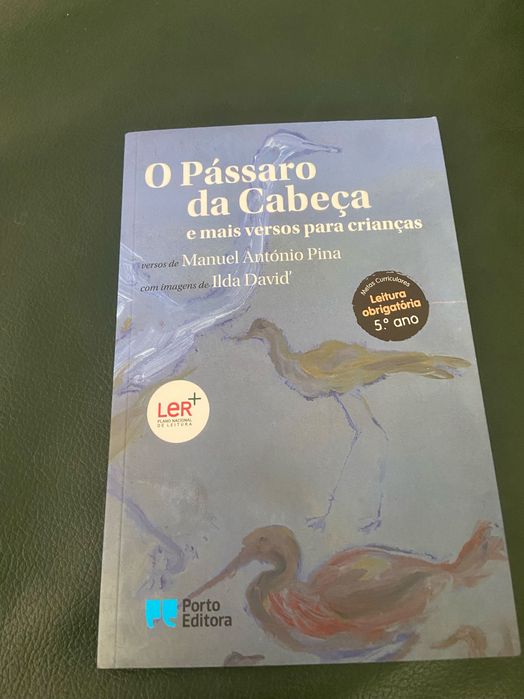 O Pássaro
da Cabeça
e mais versos para crianças
versos de Manuel António Pina
com imagens de Ilda David'
Metas Curriculares
Leitura
obrigatória
5.º ano
LeR+
PLANO NACIONAL
DE LEITURA
Porto
Editora